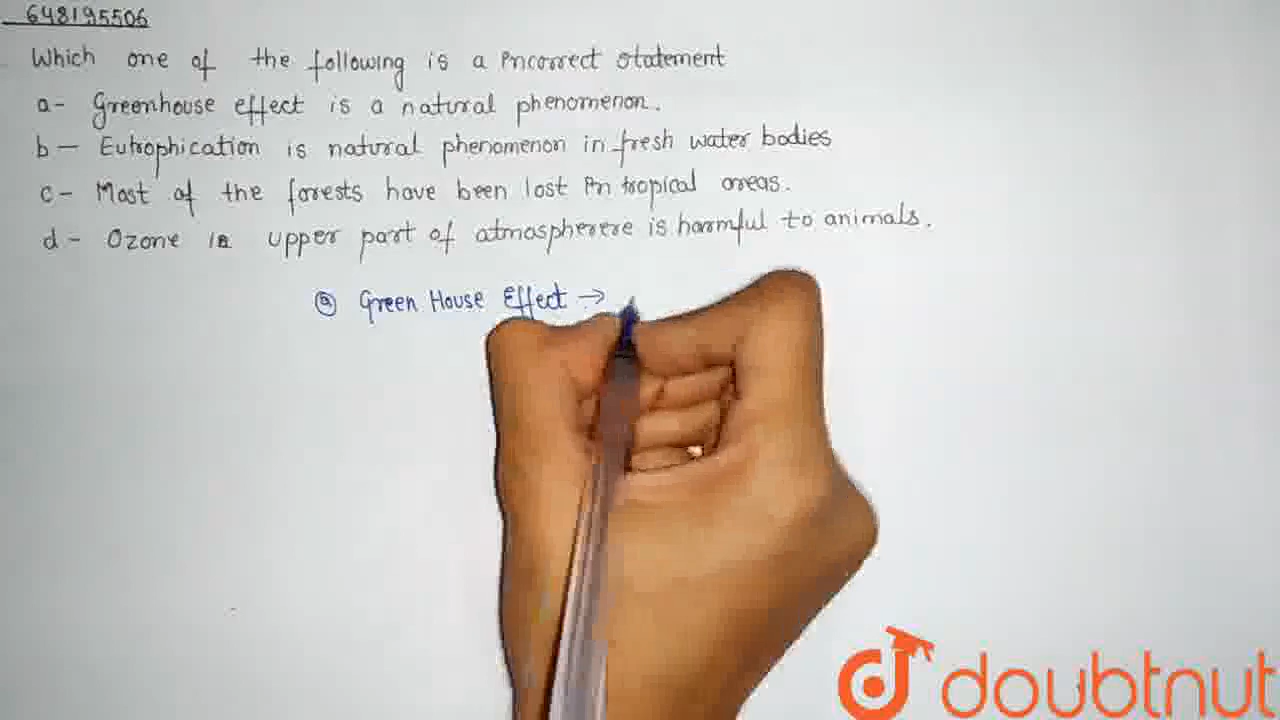 648195506
Which one of the following is a incorrect statement
a- Greenhouse effect is a natural phenomenon.
b - Eutrophication is natural phenomenon in fresh water bodies
c - Most of the forests have been lost in tropical areas.
d - Ozone in upper part of atmospherere is harmful to animals.
(a) Green House Effect →
doubtnut